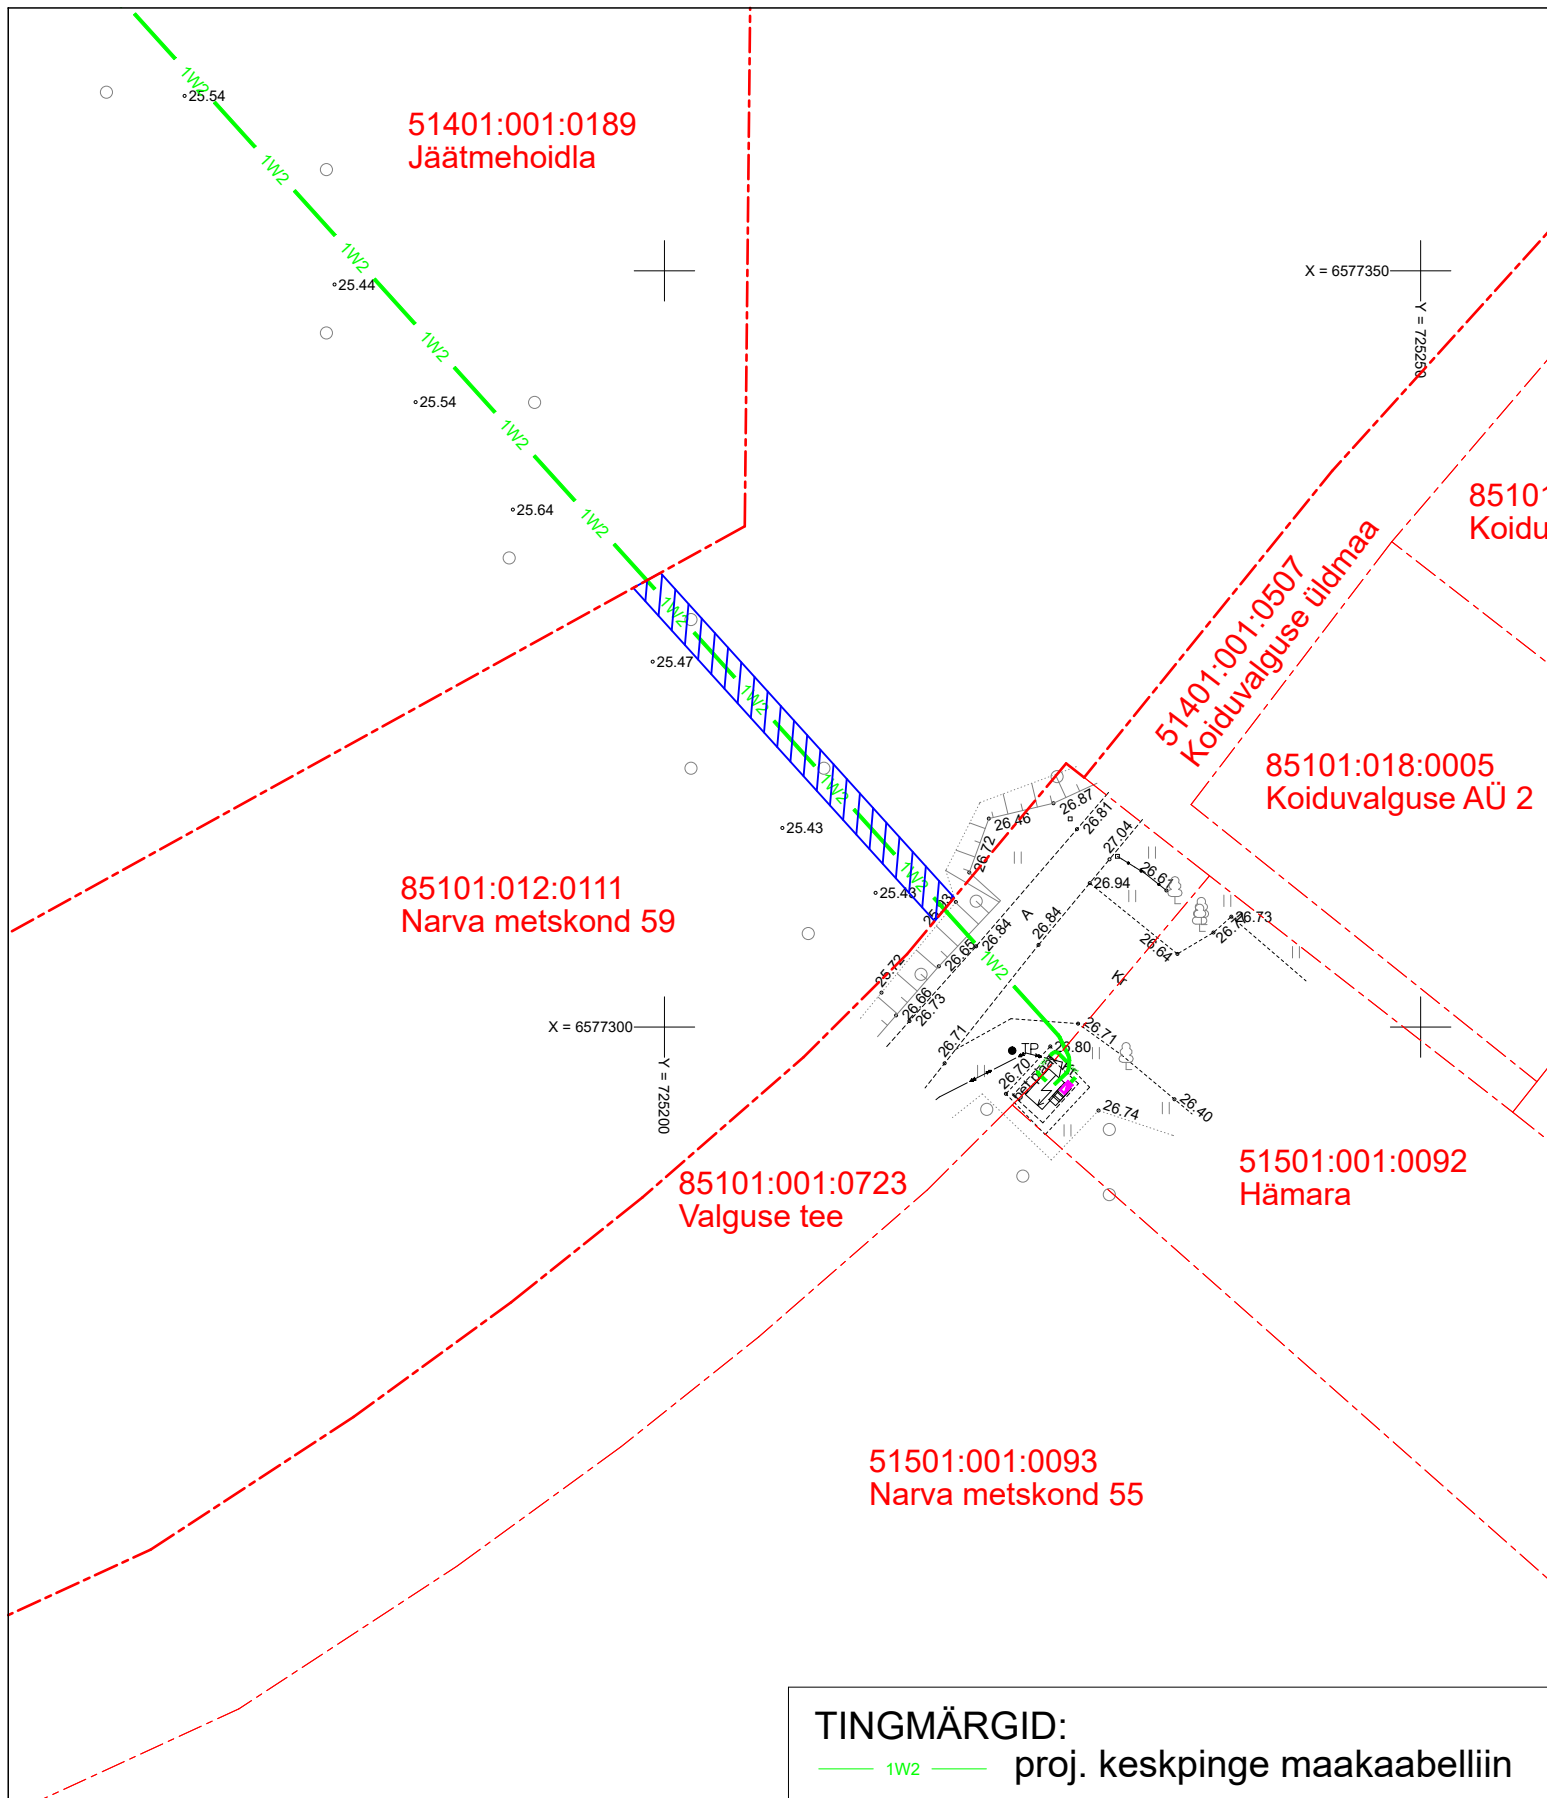 1W2
25.54
51401:001:0189
Jäätmehoidla
1W2
1W2
25.44
X = 6577350
Y = 725250
1W2
25.54
1W2
25.64
1W2
85101
Koidu
51401:001:0507
Koiduvalguse üldmaa
1W2
25.47
1W2
1W2
25.43
85101:018:0005
Koiduvalguse AÜ 2
26.87
26.46
26.81
27.04
26.72
26.61
26.94
1W2
25.43
85101:012:0111
Narva metskond 59
A
26.84
26.84
26.73
26.64
26.65
1W2
25.72
Kr
26.66
26.73
X = 6577300
Y = 725200
26.71
26.71
TP
26.80
26.70
bet plaat
26.40
26.74
85101:001:0723
Valguse tee
51501:001:0092
Hämara
51501:001:0093
Narva metskond 55
TINGMÄRGID:
1W2
proj. keskpinge maakaabelliin